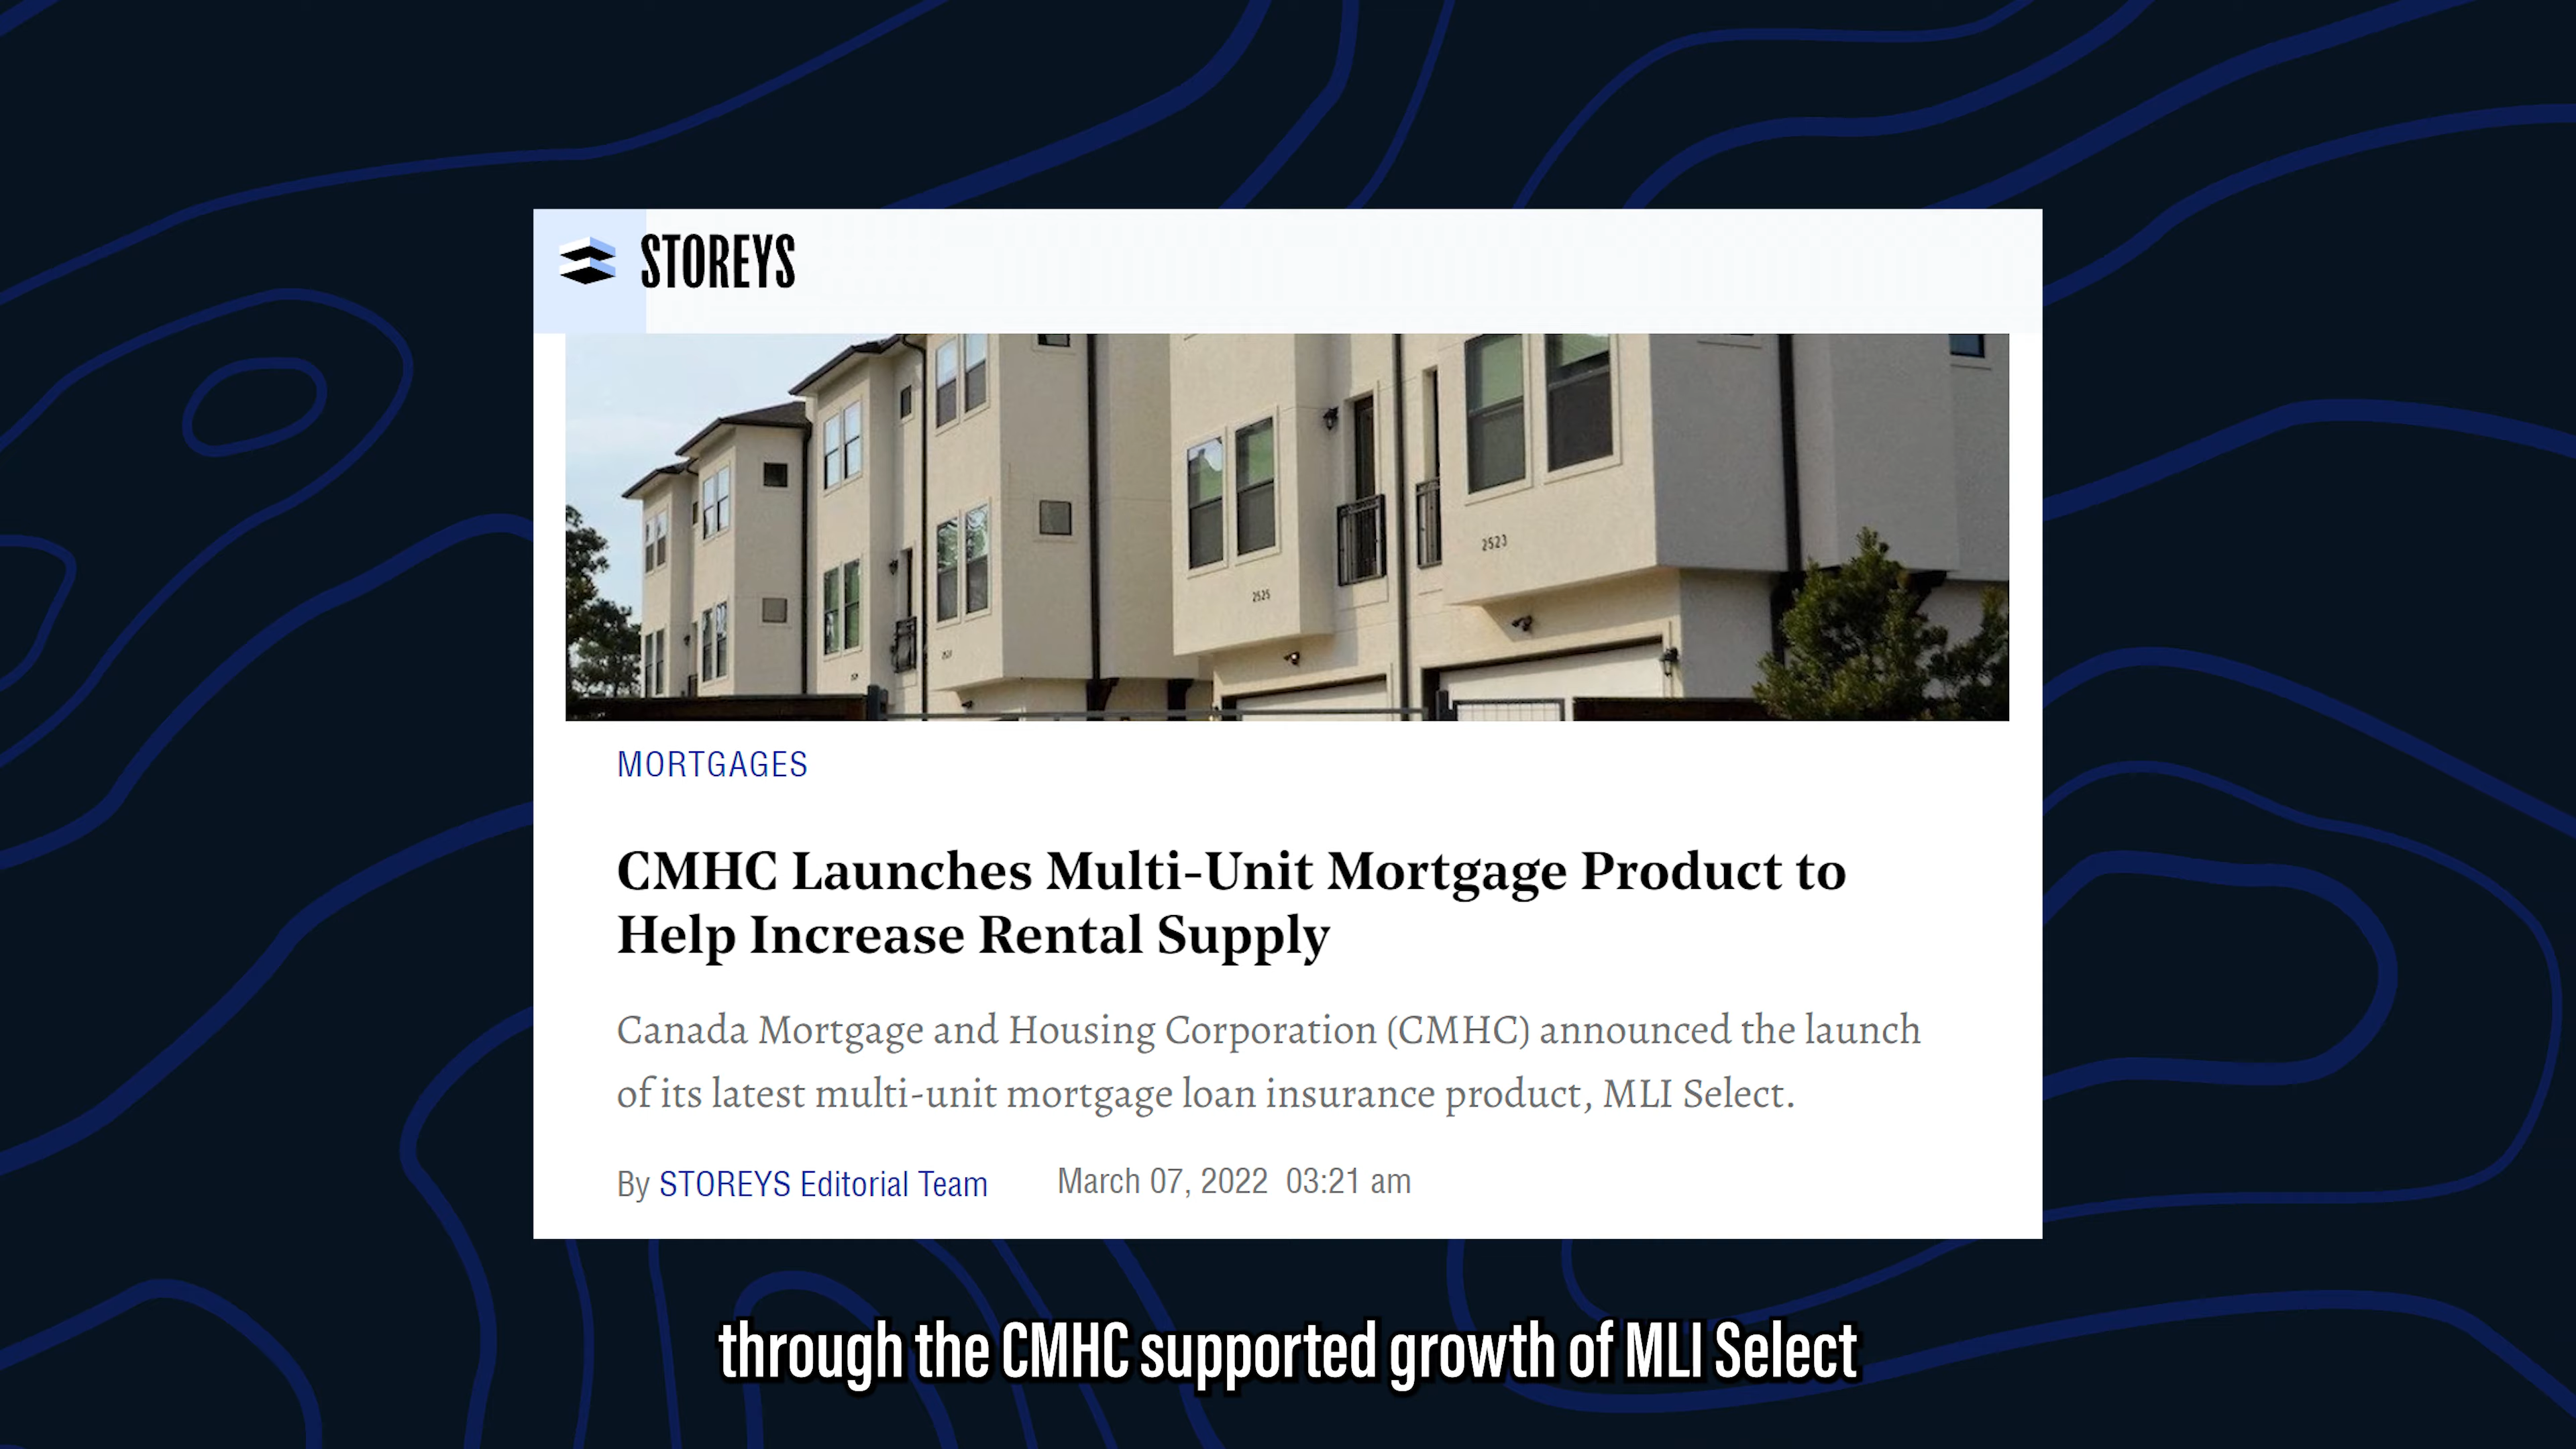 STOREYS
2523
2525
MORTGAGES
CMHC Launches Multi-Unit Mortgage Product to
Help Increase Rental Supply
Canada Mortgage and Housing Corporation (CMHC) announced the launch
of its latest multi-unit mortgage loan insurance product, MLI Select.
By STOREYS Editorial Team March 07, 2022 03:21 am
through the CMHC supported growth of MLI Select